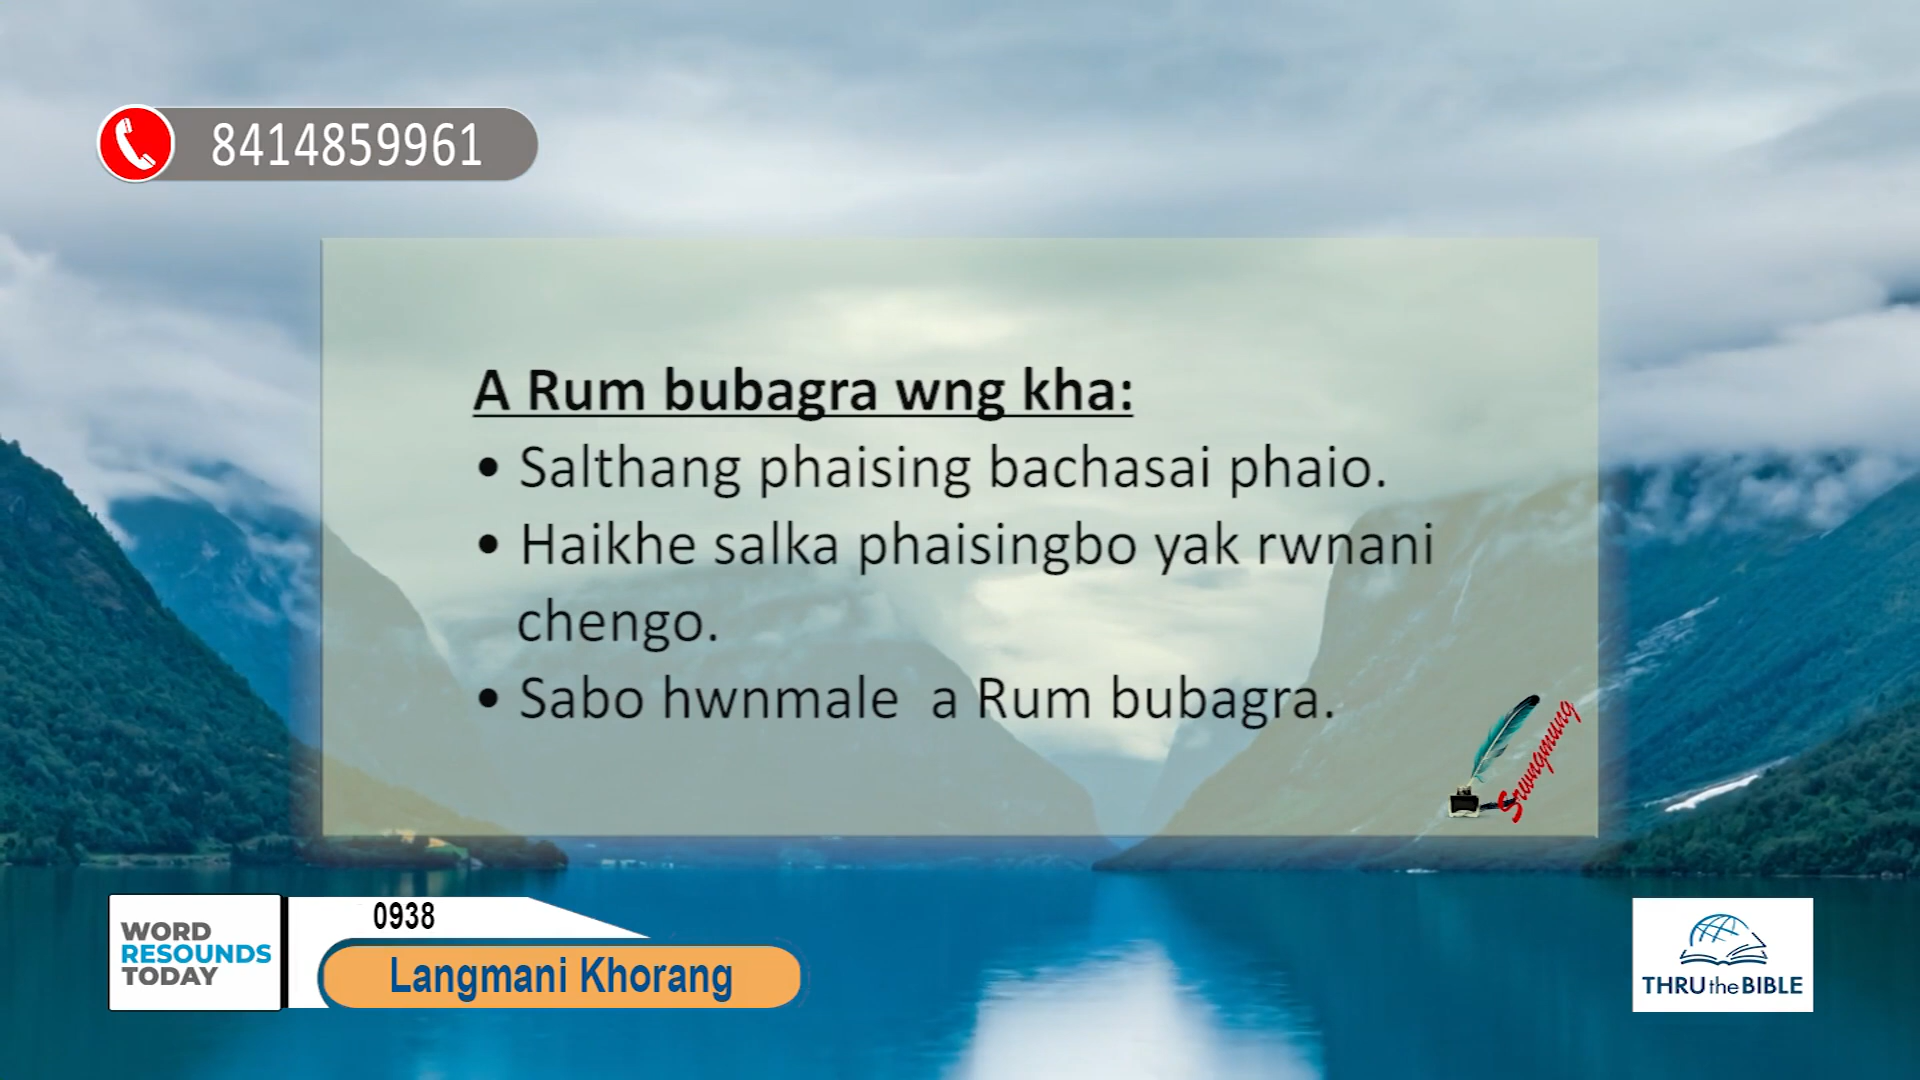 8414859961
A Rum bubagra wng kha:
• Salthang phaising bachasai phaio.
• Haikhe salka phaisingbo yak rwnani
chengo.
• Sabo hwnmale a Rum bubagra.
Srwngmung
WORD
RESOUNDS
TODAY
0938
Langmani Khorang
THRU the BIBLE